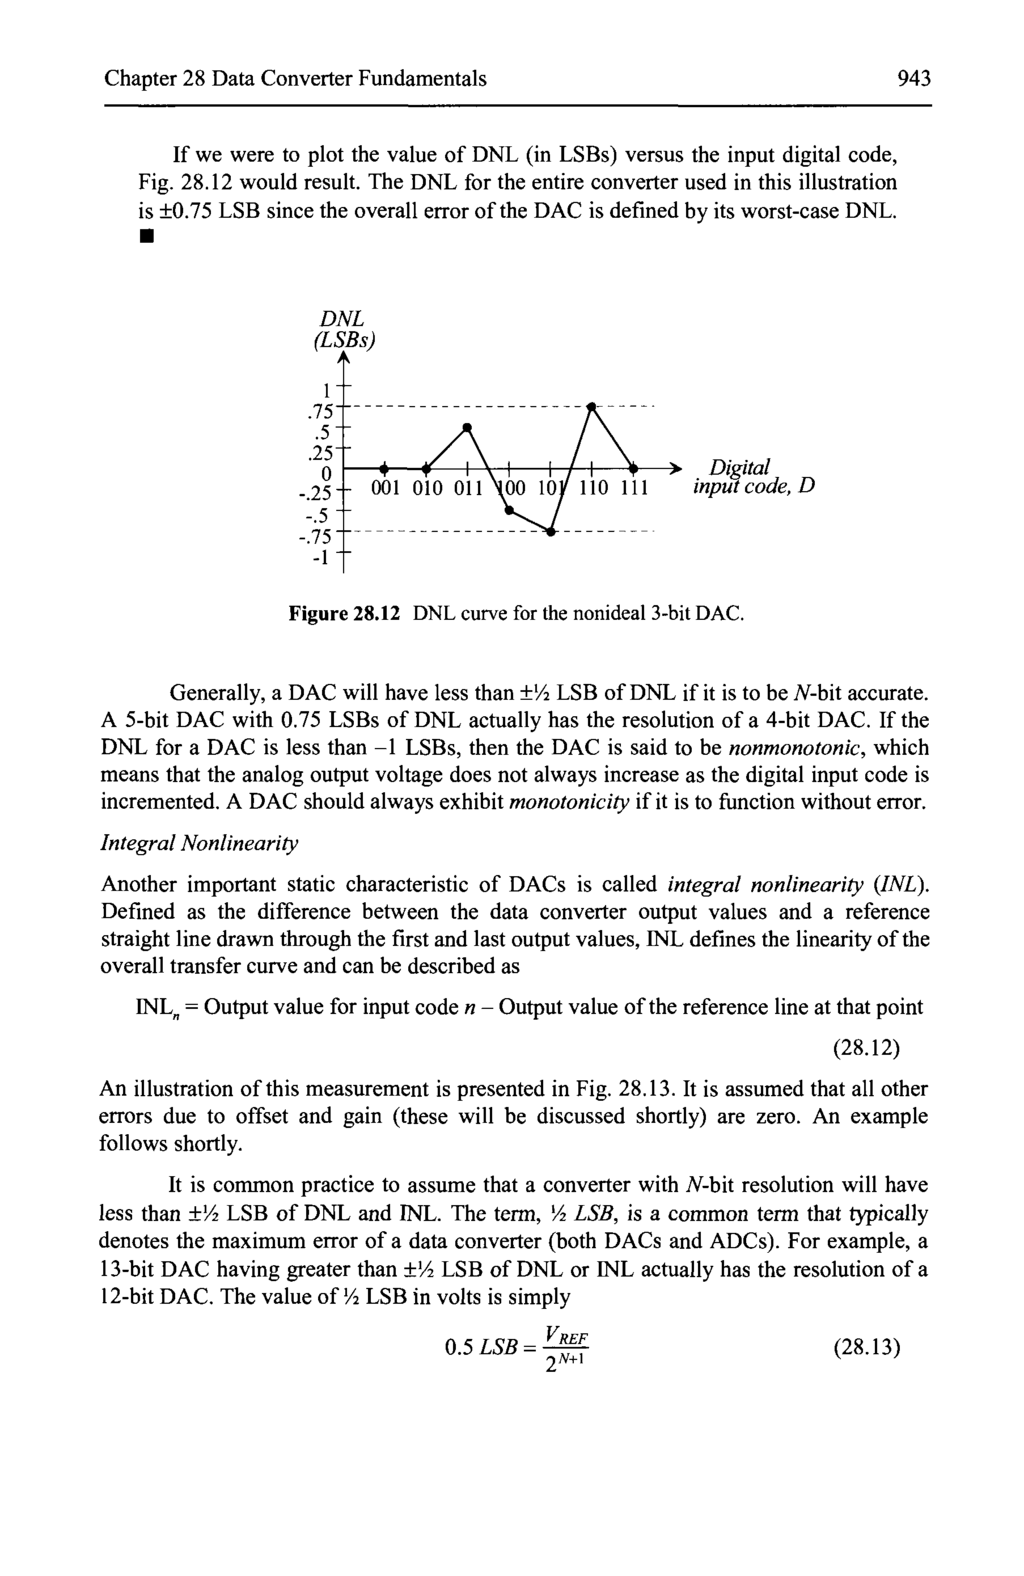 Chapter 28 Data Converter Fundamentals 943
If we were to plot the value of DNL (in LSBs) versus the input digital code,
Fig. 28.12 would result. The DNL for the entire converter used in this illustration
is ±0.75 LSB since the overall error of the DAC is defined by its worst-case DNL.
■
DNL
(LSBs)
1
.75
.5
.25
0
-.25
-.5
-.75
-1
001 010 011 100 101 110 111
Digital
input code, D
Figure 28.12 DNL curve for the nonideal 3-bit DAC.
Generally, a DAC will have less than ±½ LSB of DNL if it is to be N-bit accurate.
A 5-bit DAC with 0.75 LSBs of DNL actually has the resolution of a 4-bit DAC. If the
DNL for a DAC is less than −1 LSBs, then the DAC is said to be nonmonotonic, which
means that the analog output voltage does not always increase as the digital input code is
incremented. A DAC should always exhibit monotonicity if it is to function without error.
Integral Nonlinearity
Another important static characteristic of DACs is called integral nonlinearity (INL).
Defined as the difference between the data converter output values and a reference
straight line drawn through the first and last output values, INL defines the linearity of the
overall transfer curve and can be described as
INLₙ = Output value for input code n − Output value of the reference line at that point
(28.12)
An illustration of this measurement is presented in Fig. 28.13. It is assumed that all other
errors due to offset and gain (these will be discussed shortly) are zero. An example
follows shortly.
It is common practice to assume that a converter with N-bit resolution will have
less than ±½ LSB of DNL and INL. The term, ½ LSB, is a common term that typically
denotes the maximum error of a data converter (both DACs and ADCs). For example, a
13-bit DAC having greater than ±½ LSB of DNL or INL actually has the resolution of a
12-bit DAC. The value of ½ LSB in volts is simply
0.5 LSB = V_REF / 2^(N+1) (28.13)